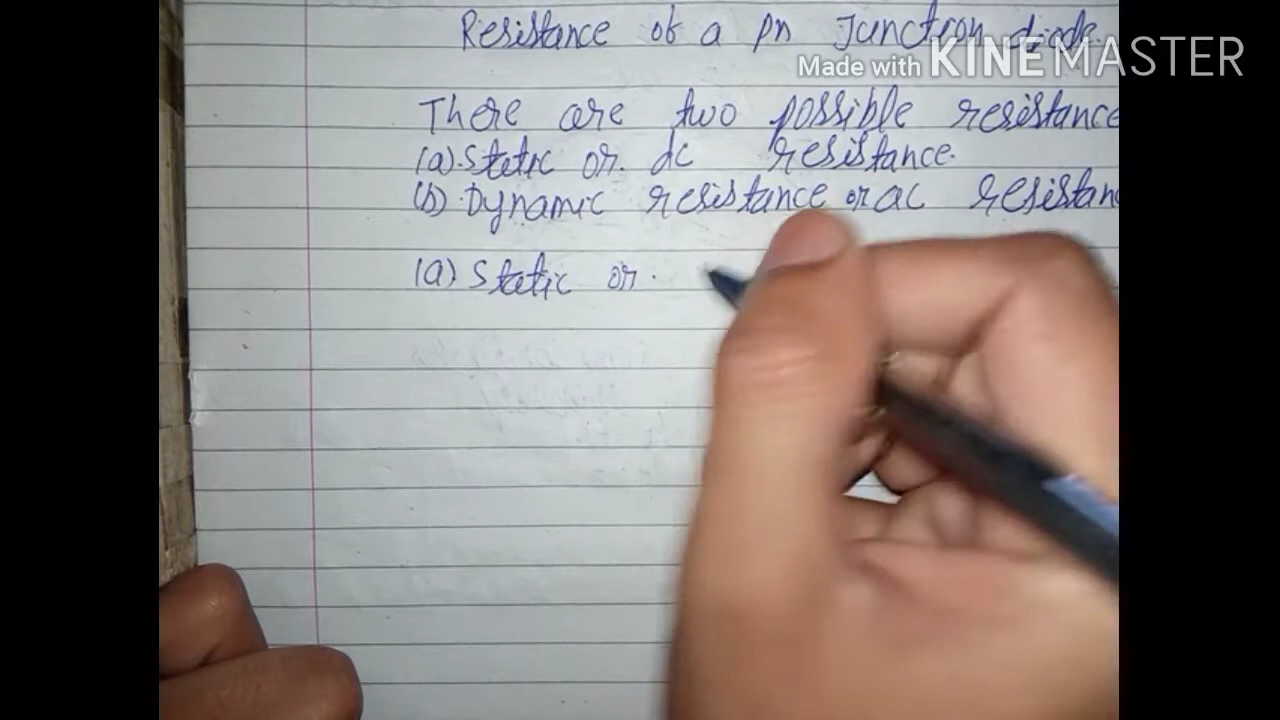 Resistance of a pn Junction diode.
Made with KINEMASTER
There are two possible resistance
(a).Static or. dc resistance.
(b).Dynamic resistance or ac resistan
(a) Static or.